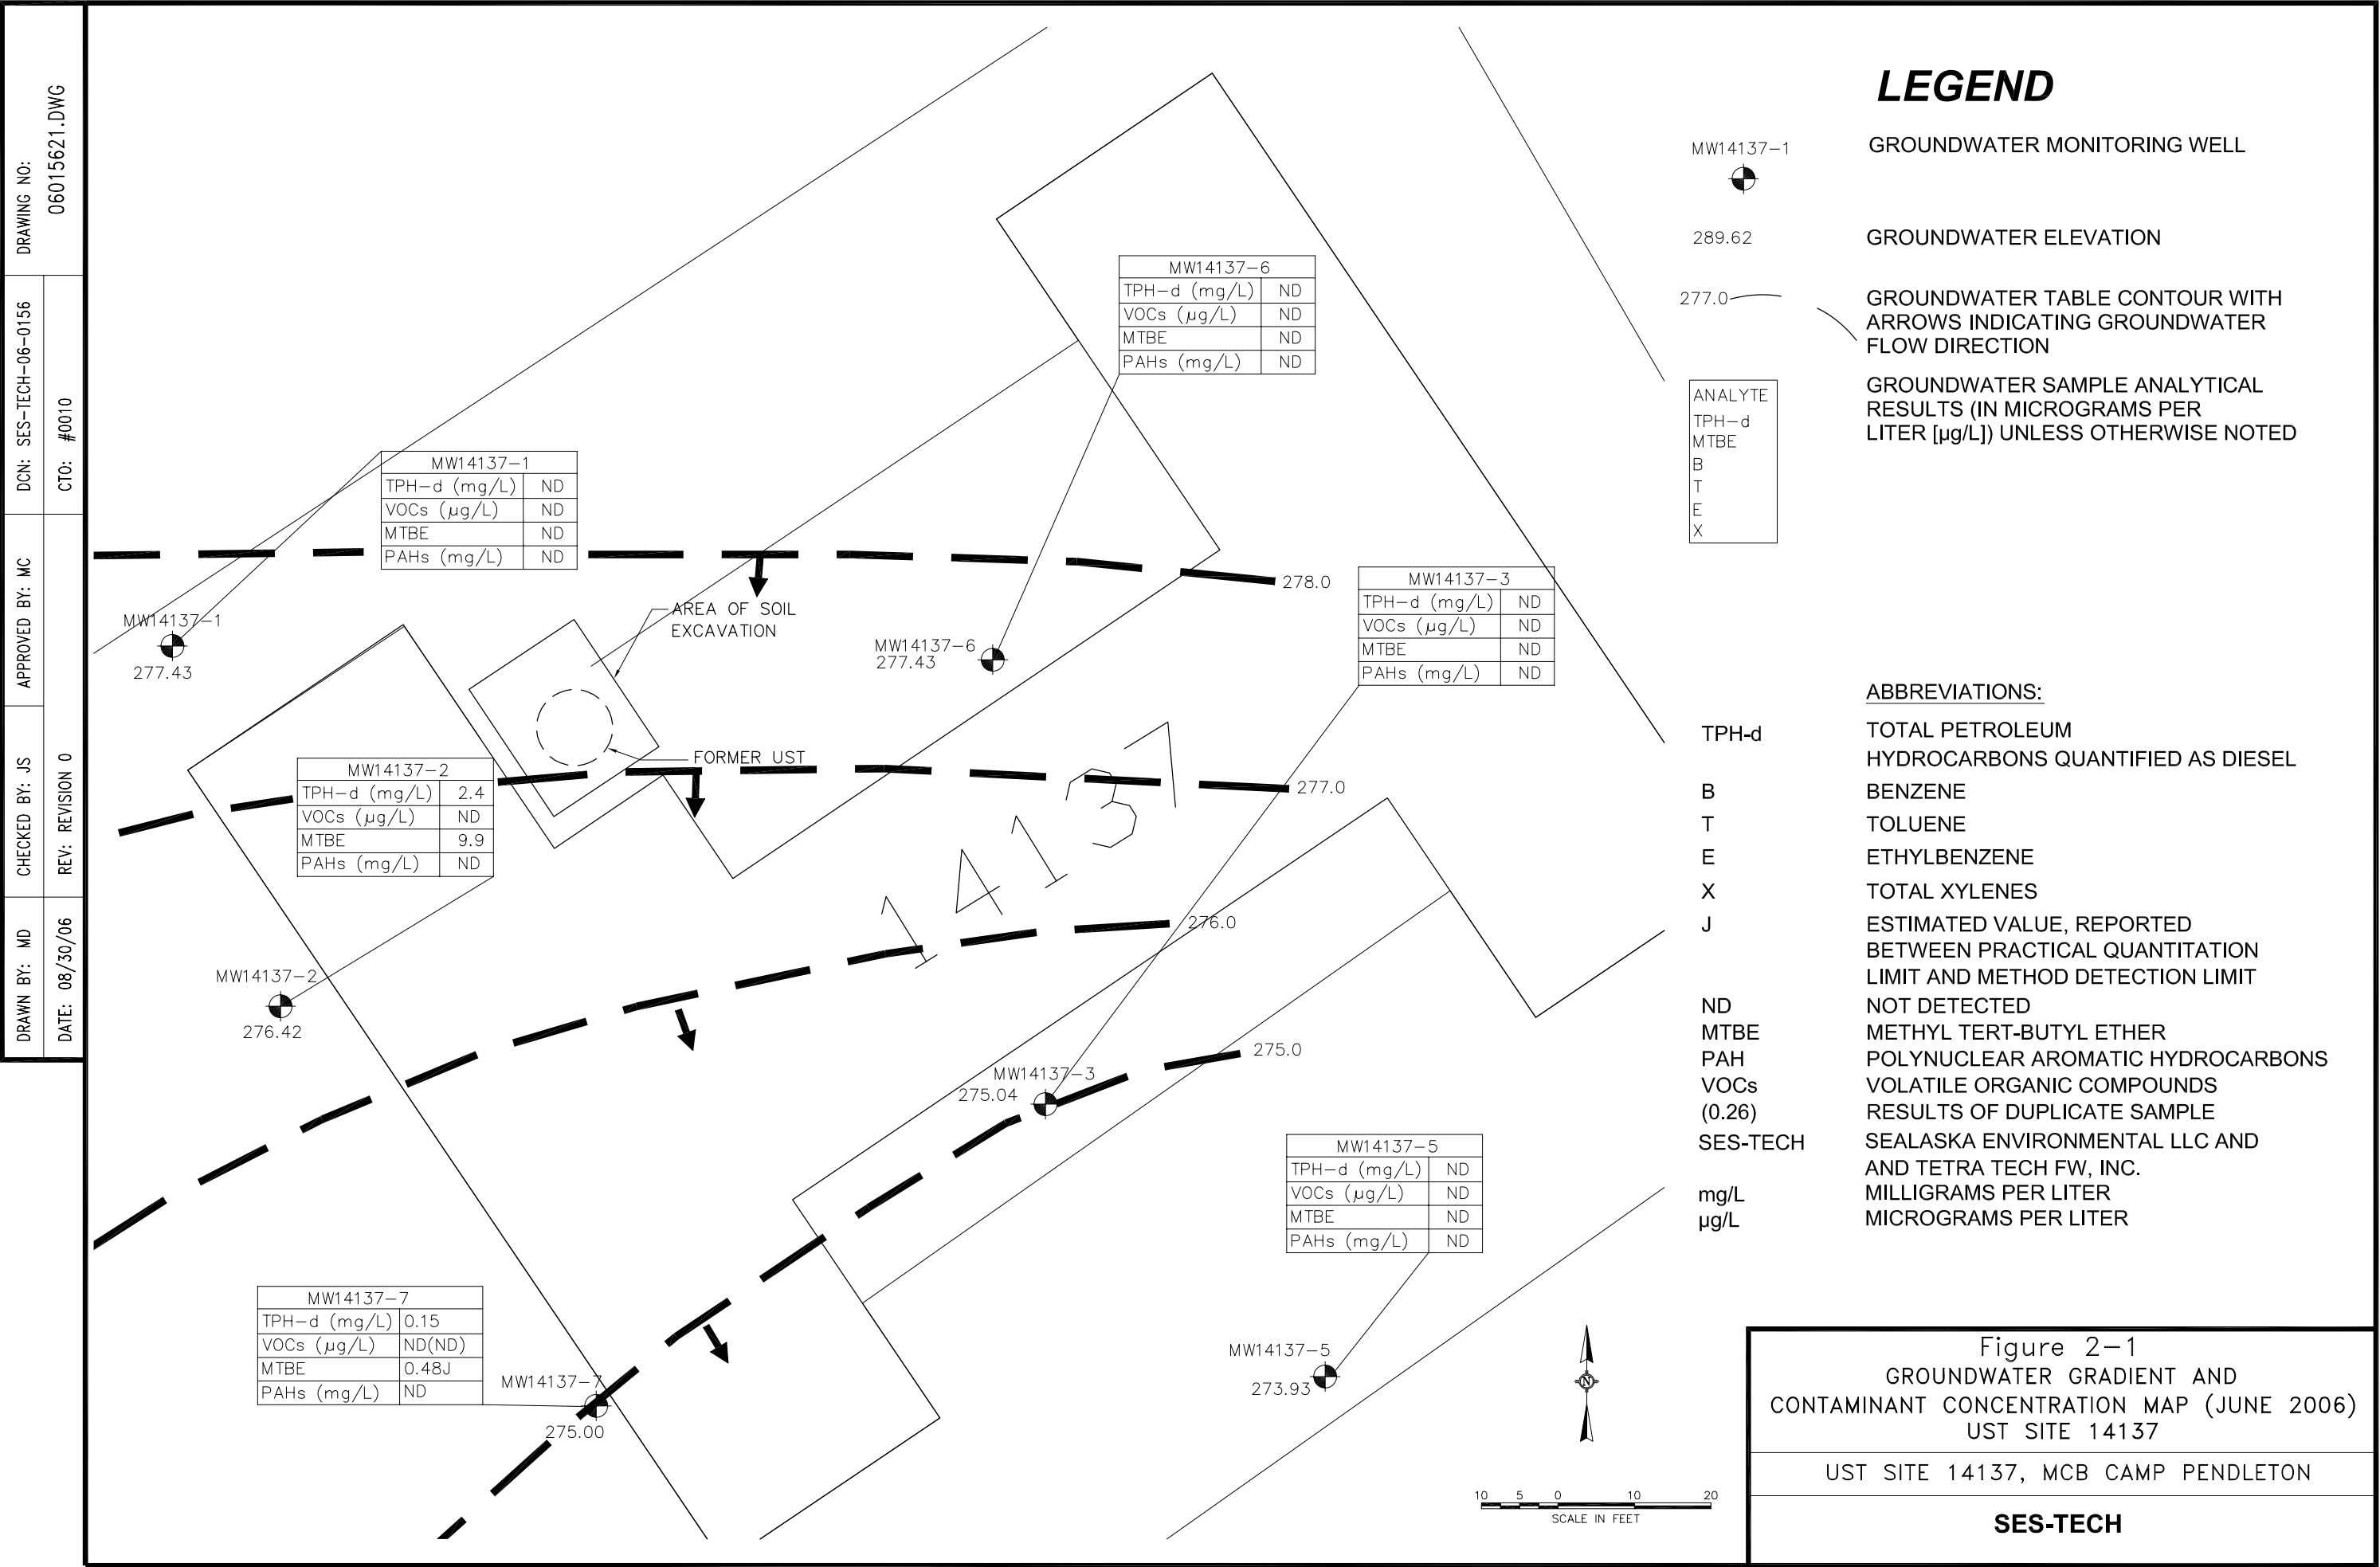 DRAWING NO:
06015621.DWG
DCN: SES-TECH-06-0156
CTO: #0010
APPROVED BY: MC
CHECKED BY: JS
REV: REVISION 0
DRAWN BY: MD
DATE: 08/30/06
MW14137-6
TPH-d (mg/L) ND
VOCs (µg/L) ND
MTBE ND
PAHs (mg/L) ND
MW14137-1
TPH-d (mg/L) ND
VOCs (µg/L) ND
MTBE ND
PAHs (mg/L) ND
278.0
MW14137-3
TPH-d (mg/L) ND
VOCs (µg/L) ND
MTBE ND
PAHs (mg/L) ND
AREA OF SOIL
EXCAVATION
MW14137-1
277.43
MW14137-6
277.43
FORMER UST
MW14137-2
TPH-d (mg/L) 2.4
VOCs (µg/L) ND
MTBE 9.9
PAHs (mg/L) ND
277.0
14137
276.0
MW14137-2
276.42
275.0
MW14137-3
275.04
MW14137-5
TPH-d (mg/L) ND
VOCs (µg/L) ND
MTBE ND
PAHs (mg/L) ND
MW14137-7
TPH-d (mg/L) 0.15
VOCs (µg/L) ND(ND)
MTBE 0.48J
PAHs (mg/L) ND
MW14137-7
275.00
MW14137-5
273.93
N
10 5 0 10 20
SCALE IN FEET
LEGEND
MW14137-1 GROUNDWATER MONITORING WELL
289.62 GROUNDWATER ELEVATION
277.0 GROUNDWATER TABLE CONTOUR WITH
ARROWS INDICATING GROUNDWATER
FLOW DIRECTION
ANALYTE
TPH-d
MTBE
B
T
E
X
GROUNDWATER SAMPLE ANALYTICAL
RESULTS (IN MICROGRAMS PER
LITER [µg/L]) UNLESS OTHERWISE NOTED
ABBREVIATIONS:
TPH-d TOTAL PETROLEUM
HYDROCARBONS QUANTIFIED AS DIESEL
B BENZENE
T TOLUENE
E ETHYLBENZENE
X TOTAL XYLENES
J ESTIMATED VALUE, REPORTED
BETWEEN PRACTICAL QUANTITATION
LIMIT AND METHOD DETECTION LIMIT
ND NOT DETECTED
MTBE METHYL TERT-BUTYL ETHER
PAH POLYNUCLEAR AROMATIC HYDROCARBONS
VOCs VOLATILE ORGANIC COMPOUNDS
(0.26) RESULTS OF DUPLICATE SAMPLE
SES-TECH SEALASKA ENVIRONMENTAL LLC AND
AND TETRA TECH FW, INC.
mg/L MILLIGRAMS PER LITER
µg/L MICROGRAMS PER LITER
Figure 2-1
GROUNDWATER GRADIENT AND
CONTAMINANT CONCENTRATION MAP (JUNE 2006)
UST SITE 14137
UST SITE 14137, MCB CAMP PENDLETON
SES-TECH